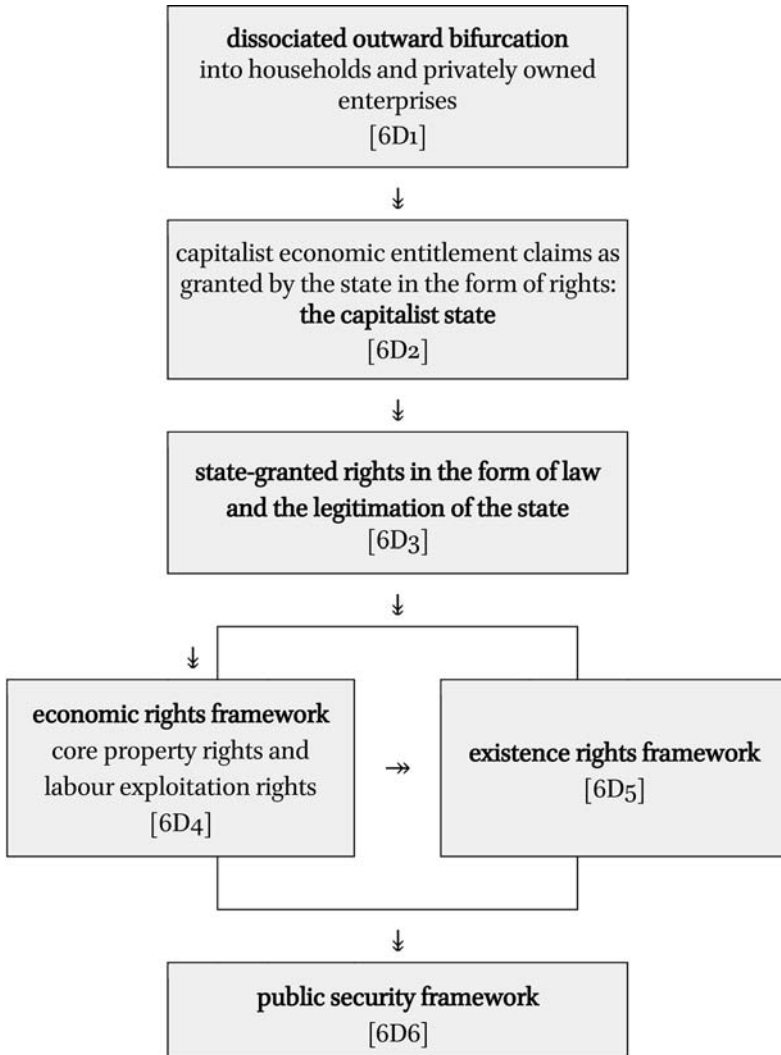 dissociated outward bifurcation
into households and privately owned
enterprises
[6D1]
↡
capitalist economic entitlement claims as
granted by the state in the form of rights:
the capitalist state
[6D2]
↡
state-granted rights in the form of law
and the legitimation of the state
[6D3]
↡
↡
economic rights framework
core property rights and
labour exploitation rights
[6D4]
↠
existence rights framework
[6D5]
↡
public security framework
[6D6]